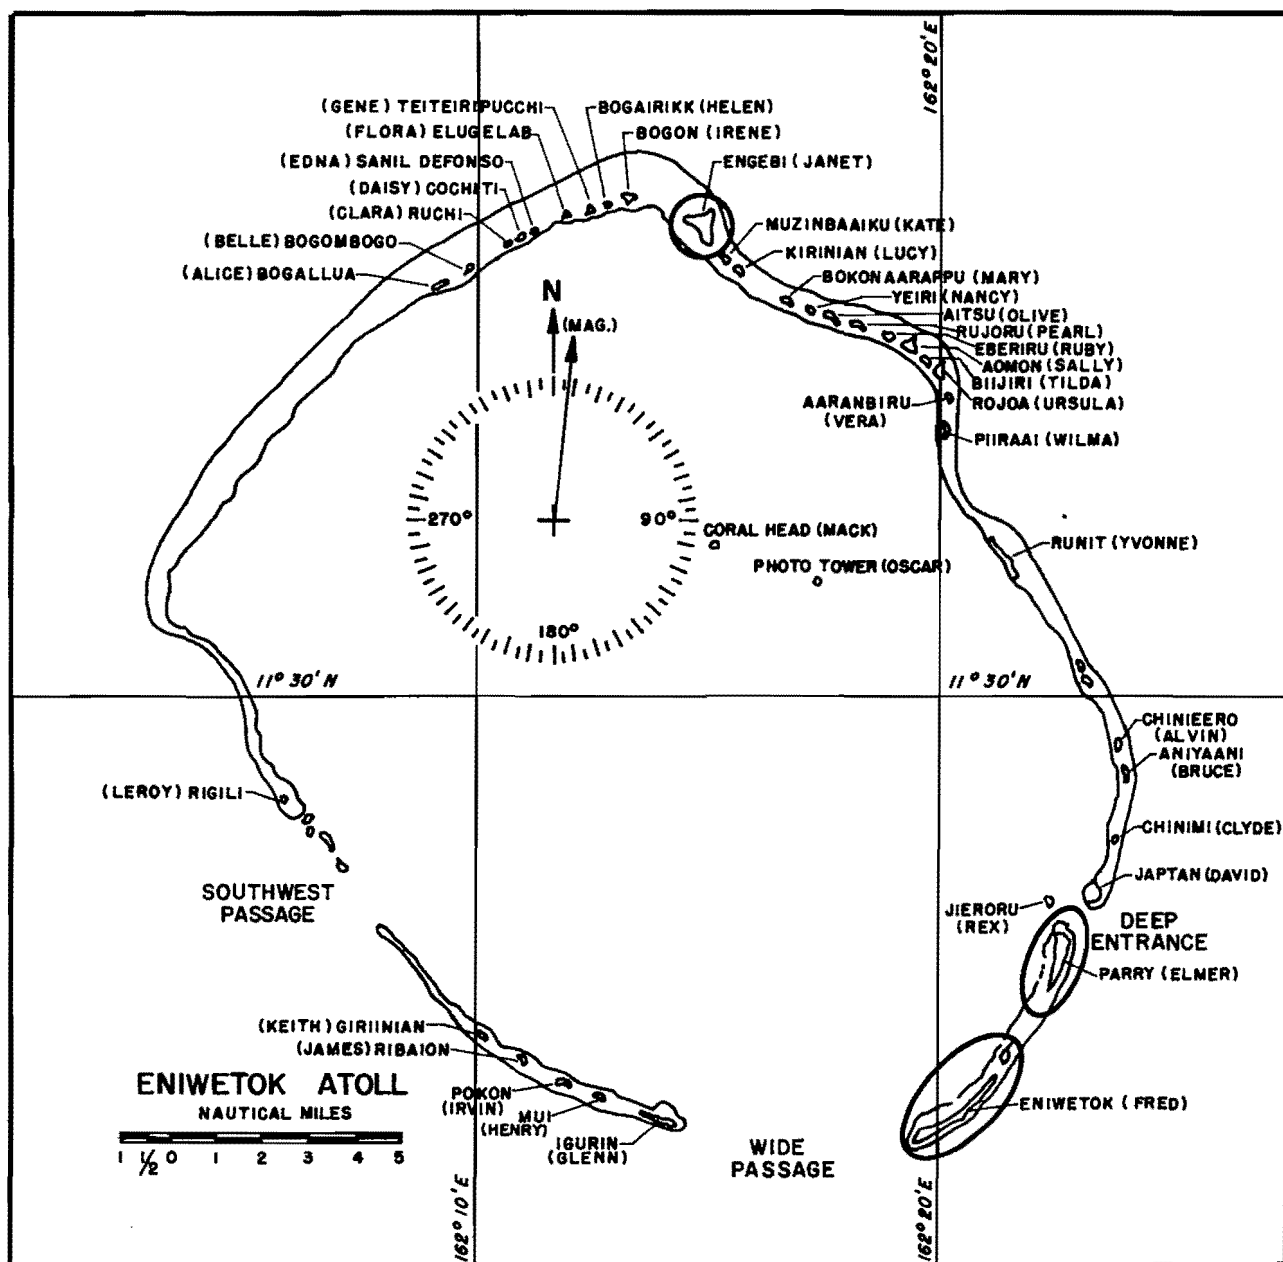 162° 20' E
(GENE) TEITEIRIPUCCHI
BOGAIRIKK (HELEN)
(FLORA) ELUGELAB
BOGON (IRENE)
(EDNA) SANIL DEFONSO
ENGEBI (JANET)
(DAISY) COCHITI
(CLARA) RUCHI
MUZINBAAIKU (KATE)
(BELLE) BOGOMBOGO
KIRINIAN (LUCY)
(ALICE) BOGALLUA
BOKONAARAPPU (MARY)
YEIRI (NANCY)
N
AITSU (OLIVE)
(MAG.)
RUJORU (PEARL)
EBERIRU (RUBY)
AOMON (SALLY)
BIIJIRI (TILDA)
AARANBIRU
(VERA)
ROJOA (URSULA)
PIIRAAI (WILMA)
270°
90°
CORAL HEAD (MACK)
RUNIT (YVONNE)
PHOTO TOWER (OSCAR)
180°
11° 30' N
11° 30' N
CHINIEERO
(ALVIN)
ANIYAANI
(BRUCE)
(LEROY) RIGILI
CHINIMI (CLYDE)
JAPTAN (DAVID)
SOUTHWEST
PASSAGE
JIERORU
(REX)
DEEP
ENTRANCE
PARRY (ELMER)
(KEITH) GIRIINIAN
(JAMES) RIBAION
ENIWETOK ATOLL
NAUTICAL MILES
1 1/2 0 1 2 3 4 5
POKON
(IRVIN)
MUI
(HENRY)
IGURIN
(GLENN)
ENIWETOK (FRED)
WIDE
PASSAGE
162° 10' E
162° 20' E